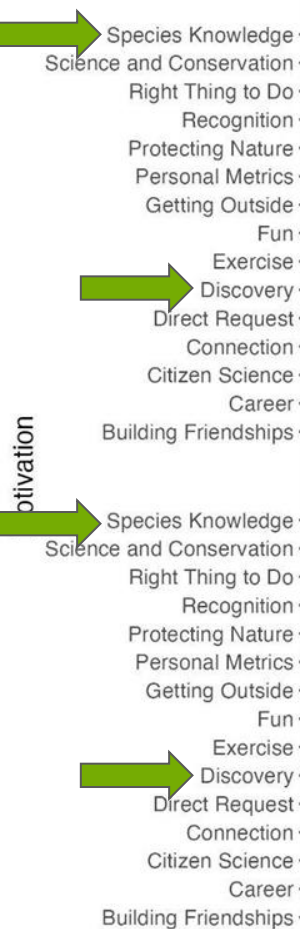 Species Knowledge
Science and Conservation
Right Thing to Do
Recognition
Protecting Nature
Personal Metrics
Getting Outside
Fun
Exercise
Discovery
Direct Request
Connection
Citizen Science
Career
Building Friendships
otivation
Species Knowledge
Science and Conservation
Right Thing to Do
Recognition
Protecting Nature
Personal Metrics
Getting Outside
Fun
Exercise
Discovery
Direct Request
Connection
Citizen Science
Career
Building Friendships